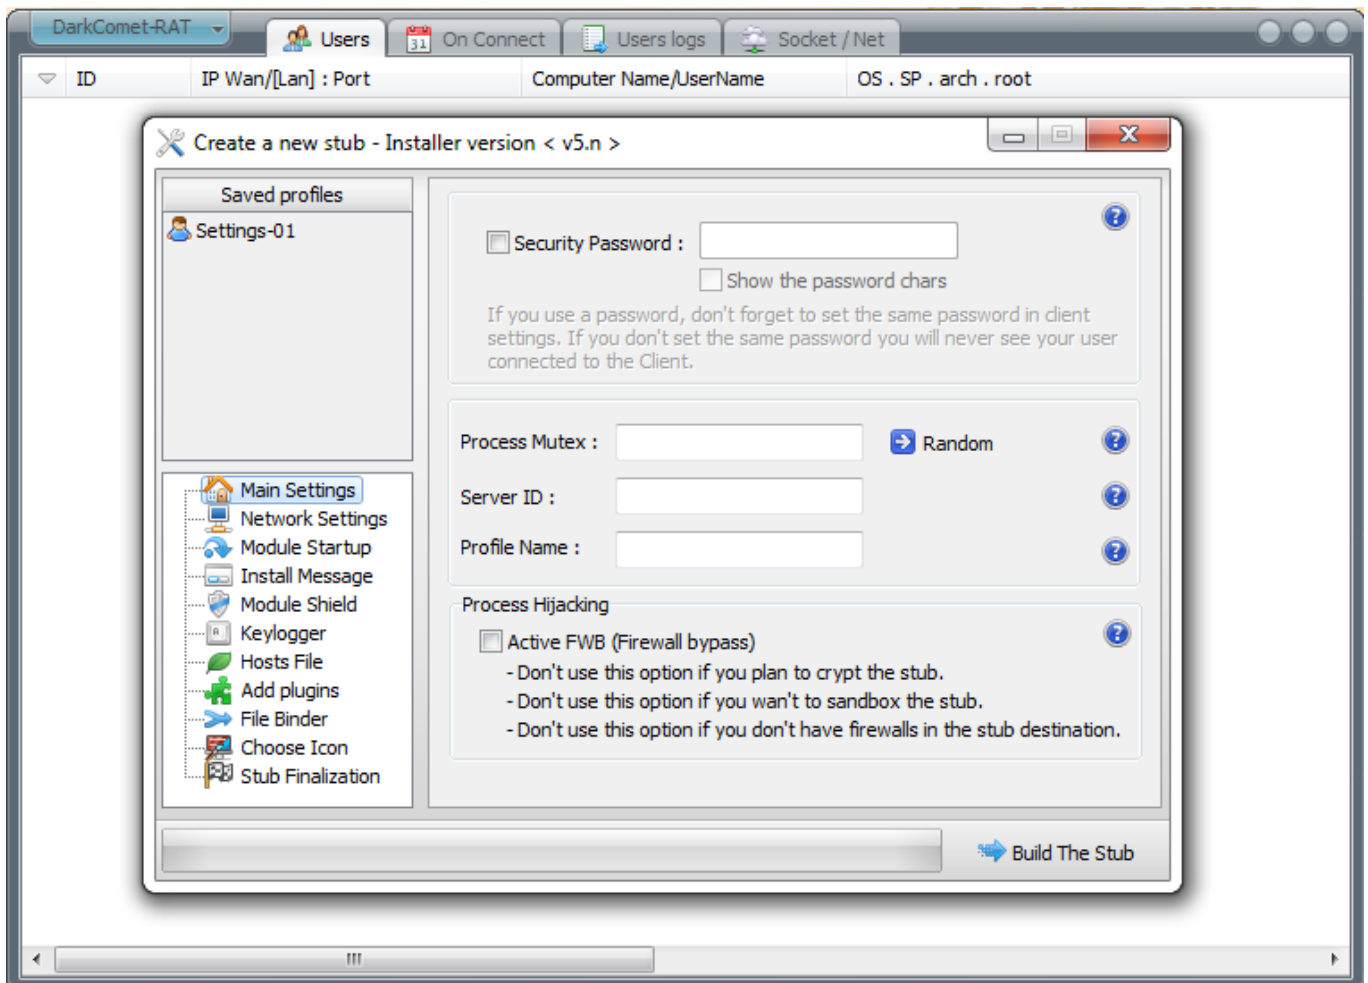 DarkComet-RAT
Users
31
On Connect
Users logs
Socket / Net
ID
IP Wan/[Lan] : Port
Computer Name/UserName
OS . SP . arch . root
Create a new stub - Installer version < v5.n >
Saved profiles
Settings-01
Security Password :
Show the password chars
If you use a password, don't forget to set the same password in client
settings. If you don't set the same password you will never see your user
connected to the Client.
Process Mutex :
Random
Server ID :
Profile Name :
Main Settings
Network Settings
Module Startup
Install Message
Module Shield
Keylogger
Hosts File
Add plugins
File Binder
Choose Icon
Stub Finalization
Process Hijacking
Active FWB (Firewall bypass)
- Don't use this option if you plan to crypt the stub.
- Don't use this option if you wan't to sandbox the stub.
- Don't use this option if you don't have firewalls in the stub destination.
Build The Stub